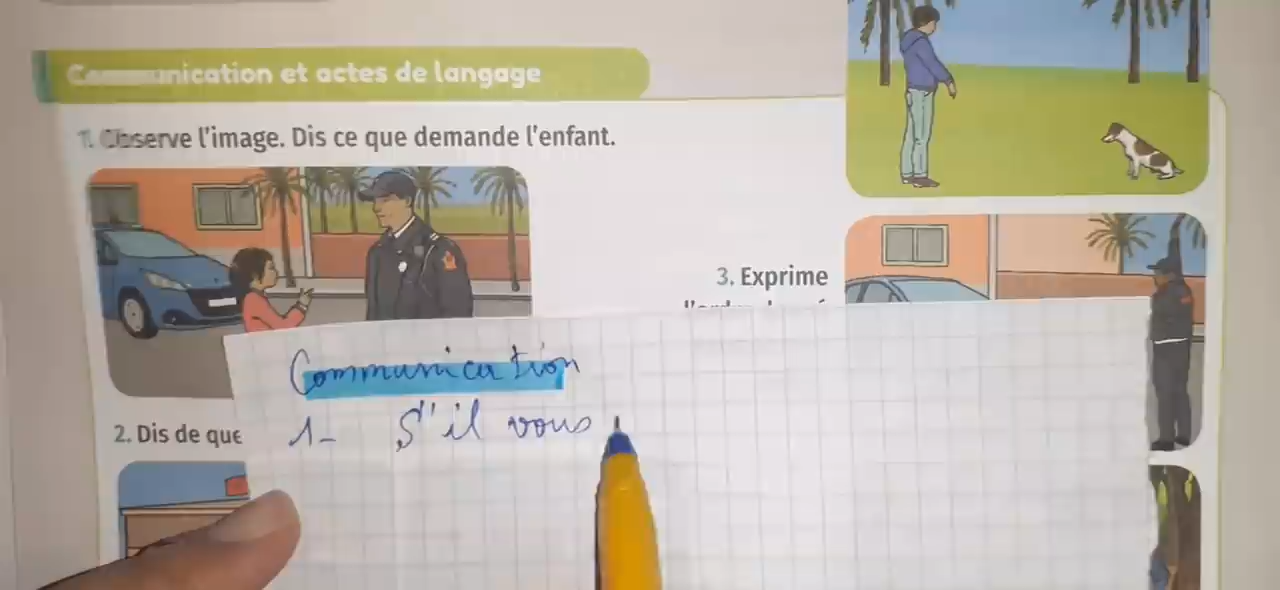 Communication et actes de langage
1. Observe l'image. Dis ce que demande l'enfant.
3. Exprime
Communication
1- S'il vous
2. Dis de que